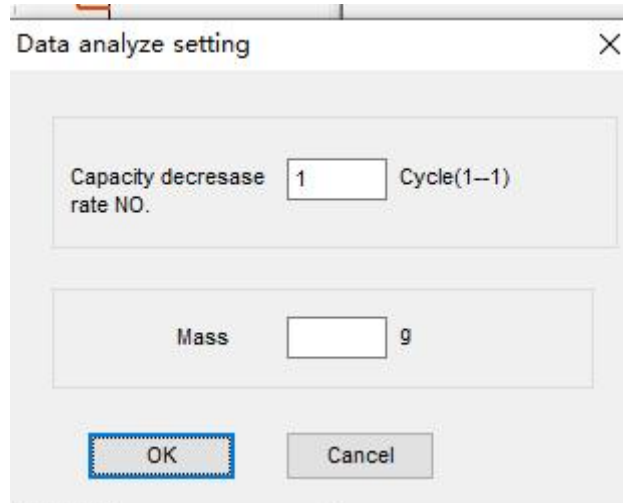 Data analyze setting
Capacity decresase 1 Cycle(1--1)
rate NO.
Mass g
OK Cancel